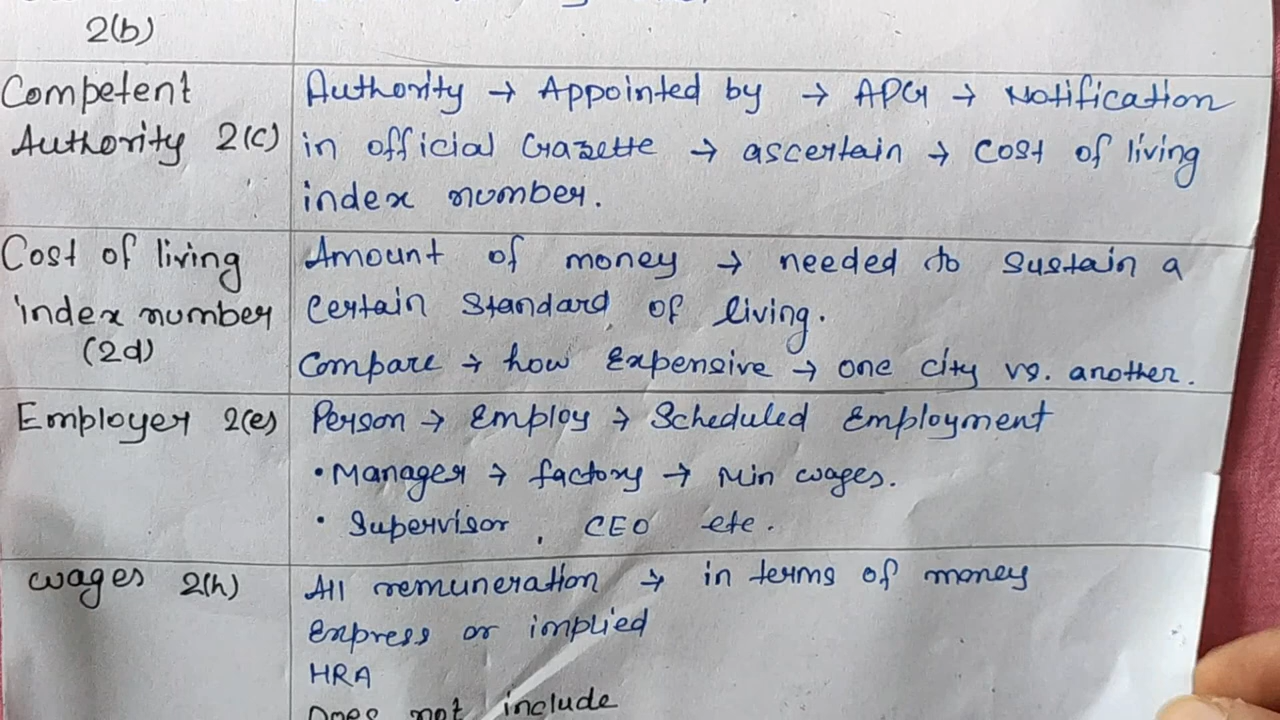 2(b)
Competent
Authority 2(c)
Authority → Appointed by → APG → Notification
in official Gazette → ascertain → Cost of living
index number.
Cost of living
index number
(2d)
Amount of money → needed to sustain a
Certain Standard of living.
Compare → how Expensive → one city vs. another.
Employer 2(e)
Person → Employ → Scheduled Employment
• Manager → factory → Min wages.
• Supervisor, CEO etc.
wages 2(h)
All remuneration → in terms of money
Express or implied
HRA
Does not include